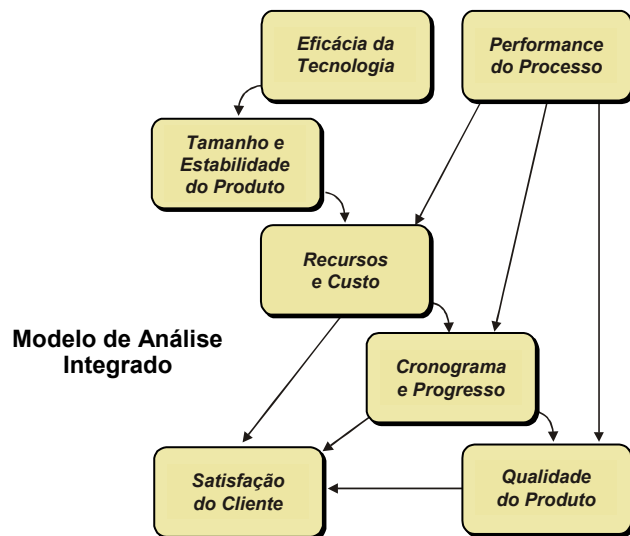 Eficácia da
Tecnologia
Performance
do Processo
Tamanho e
Estabilidade
do Produto
Recursos
e Custo
Modelo de Análise
Integrado
Cronograma
e Progresso
Satisfação
do Cliente
Qualidade
do Produto